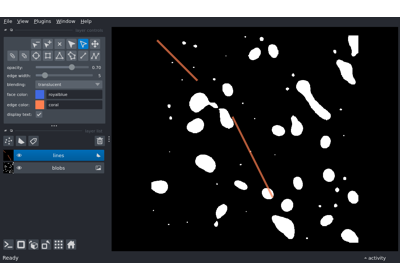 File View Plugins Window Help
opacity: 0.70
edge width: 5
blending: translucent
face color: royalblue
edge color: coral
display text: ✓
lines
blobs
Ready activity